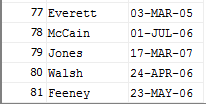 77 Everett 03-MAR-05
78 McCain 01-JUL-06
79 Jones 17-MAR-07
80 Walsh 24-APR-06
81 Feeney 23-MAY-06